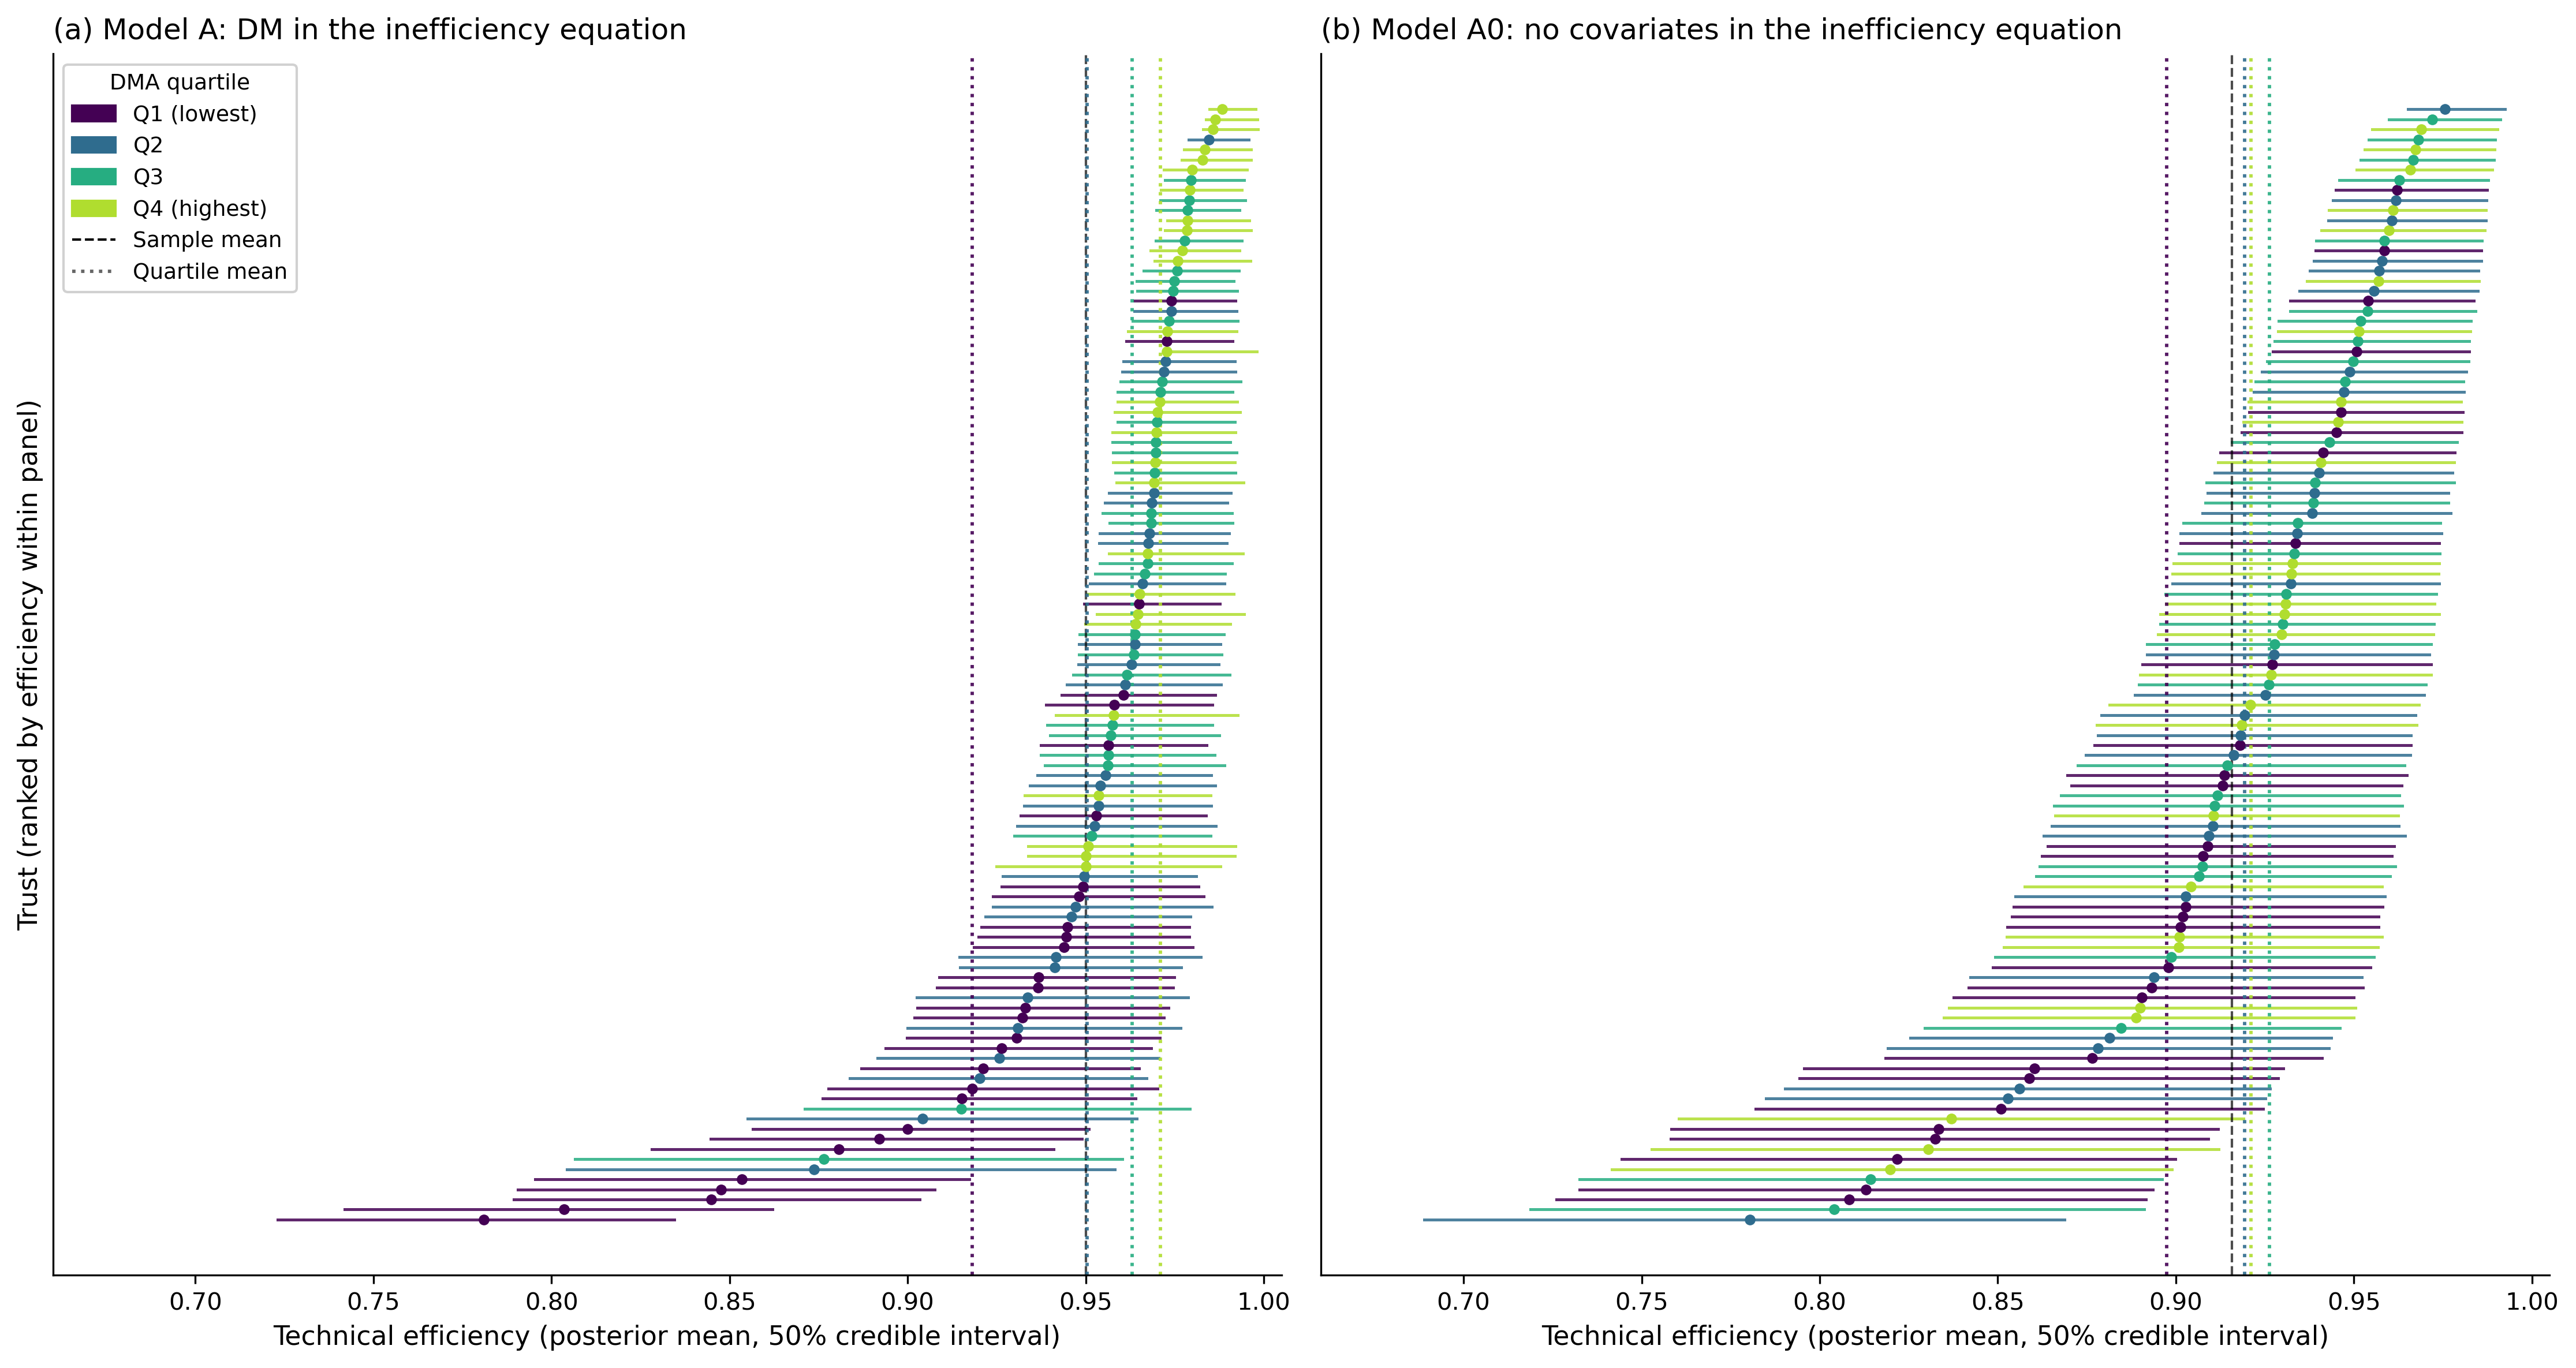 (a) Model A: DM in the inefficiency equation
DMA quartile
Q1 (lowest)
Q2
Q3
Q4 (highest)
Sample mean
Quartile mean
Trust (ranked by efficiency within panel)
0.70 0.75 0.80 0.85 0.90 0.95 1.00
Technical efficiency (posterior mean, 50% credible interval)
(b) Model A0: no covariates in the inefficiency equation
0.70 0.75 0.80 0.85 0.90 0.95 1.00
Technical efficiency (posterior mean, 50% credible interval)